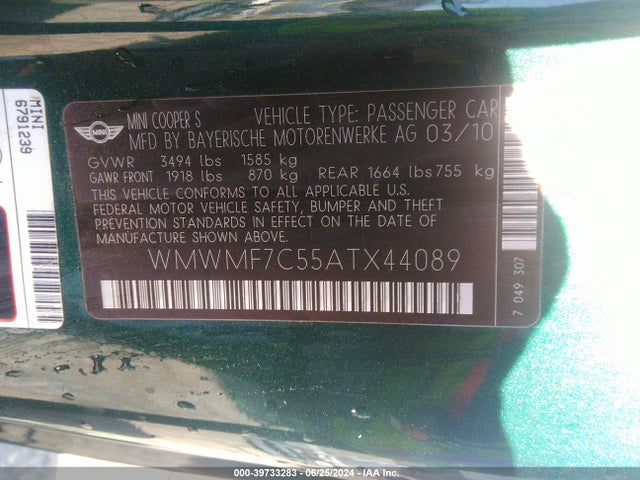 MINI
6791239
MINI
MINI COOPER S VEHICLE TYPE: PASSENGER CAR
MFD BY BAYERISCHE MOTORENWERKE AG 03/10
GVWR 3494 lbs 1585 kg
GAWR FRONT 1918 lbs 870 kg REAR 1664 lbs 755 kg
THIS VEHICLE CONFORMS TO ALL APPLICABLE U.S.
FEDERAL MOTOR VEHICLE SAFETY, BUMPER AND THEFT
PREVENTION STANDARDS IN EFFECT ON THE DATE OF
MANUFACTURE SHOWN ABOVE.
WMWMF7C55ATX44089
7 049 307
000-39733283 - 06/25/2024 - IAA Inc.